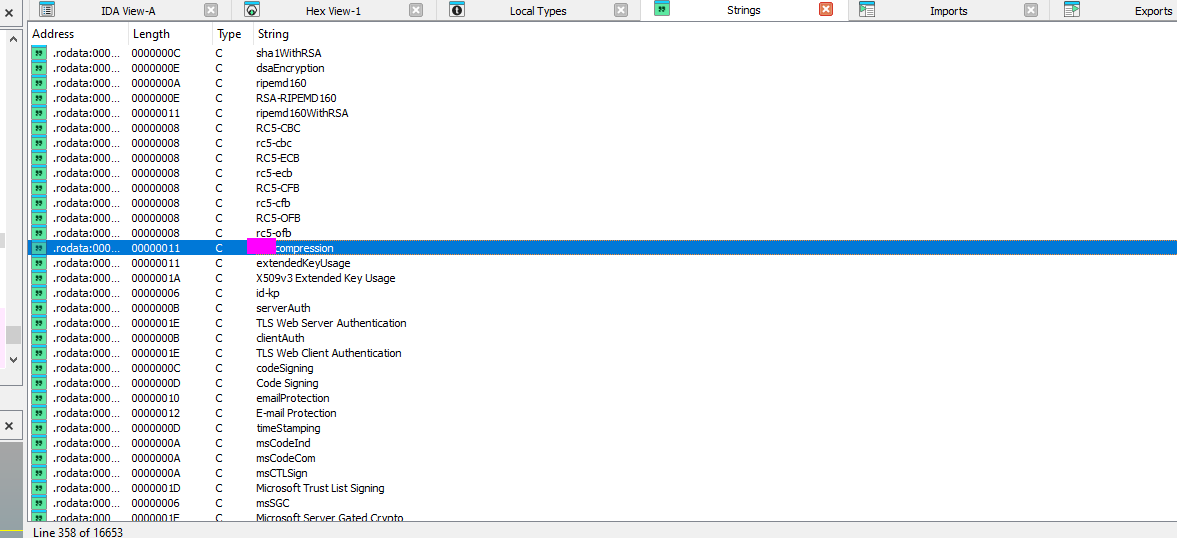 IDA View-A Hex View-1 Local Types Strings Imports Exports
Address Length Type String
.rodata:000... 0000000C C sha1WithRSA
.rodata:000... 0000000E C dsaEncryption
.rodata:000... 0000000A C ripemd160
.rodata:000... 0000000E C RSA-RIPEMD160
.rodata:000... 00000011 C ripemd160WithRSA
.rodata:000... 00000008 C RC5-CBC
.rodata:000... 00000008 C rc5-cbc
.rodata:000... 00000008 C RC5-ECB
.rodata:000... 00000008 C rc5-ecb
.rodata:000... 00000008 C RC5-CFB
.rodata:000... 00000008 C rc5-cfb
.rodata:000... 00000008 C RC5-OFB
.rodata:000... 00000008 C rc5-ofb
.rodata:000... 00000011 C compression
.rodata:000... 00000011 C extendedKeyUsage
.rodata:000... 0000001A C X509v3 Extended Key Usage
.rodata:000... 00000006 C id-kp
.rodata:000... 0000000B C serverAuth
.rodata:000... 0000001E C TLS Web Server Authentication
.rodata:000... 0000000B C clientAuth
.rodata:000... 0000001E C TLS Web Client Authentication
.rodata:000... 0000000C C codeSigning
.rodata:000... 0000000D C Code Signing
.rodata:000... 00000010 C emailProtection
.rodata:000... 00000012 C E-mail Protection
.rodata:000... 0000000D C timeStamping
.rodata:000... 0000000A C msCodeInd
.rodata:000... 0000000A C msCodeCom
.rodata:000... 0000000A C msCTLSign
.rodata:000... 0000001D C Microsoft Trust List Signing
.rodata:000... 00000006 C msSGC
.rodata:000... 0000001E C Microsoft Server Gated Crypto
Line 358 of 16653